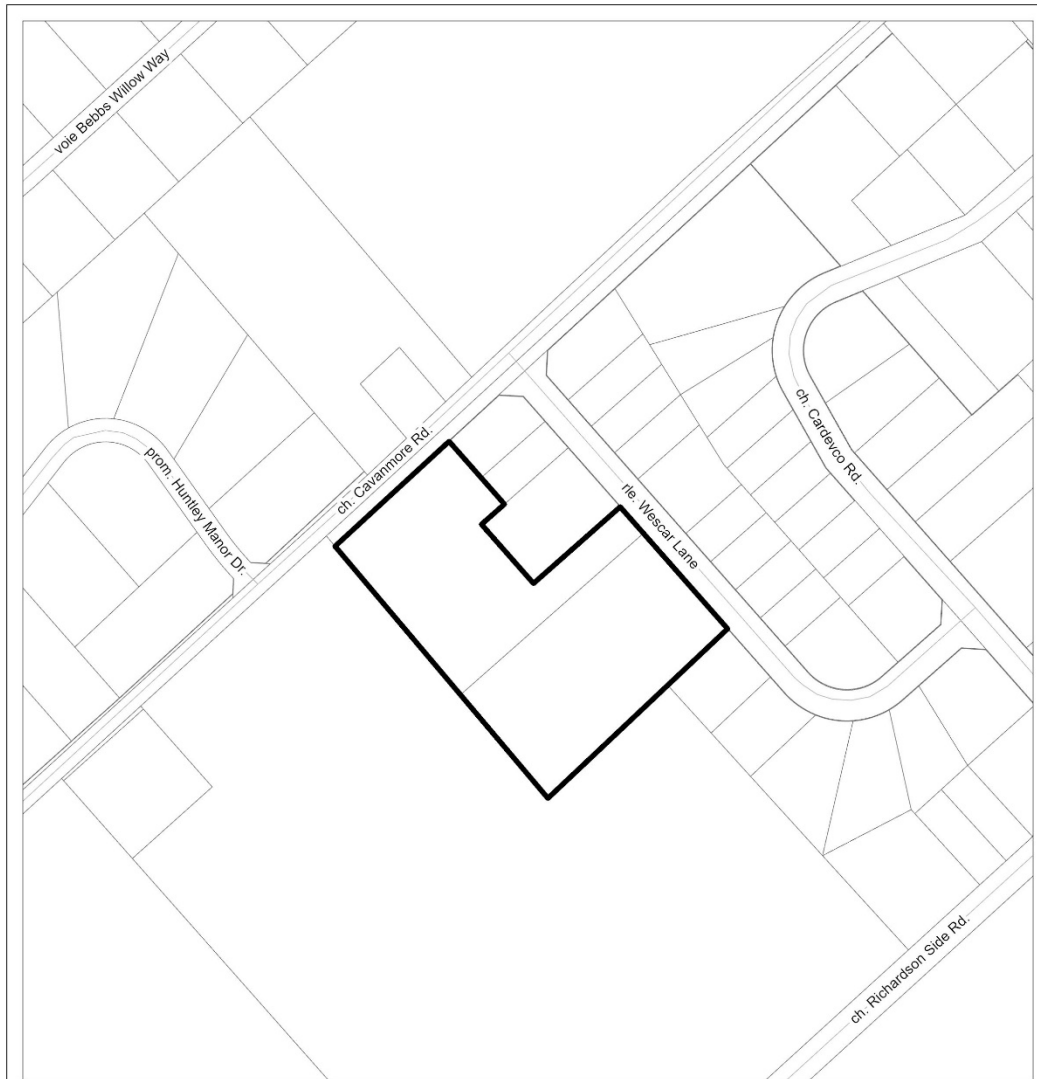 voie Bebbs Willow Way
ch. Cavanmore Rd.
ch. Cardevco Rd.
prom. Huntley Manor Dr.
rle. Wescar Lane
ch. Richardson Side Rd.